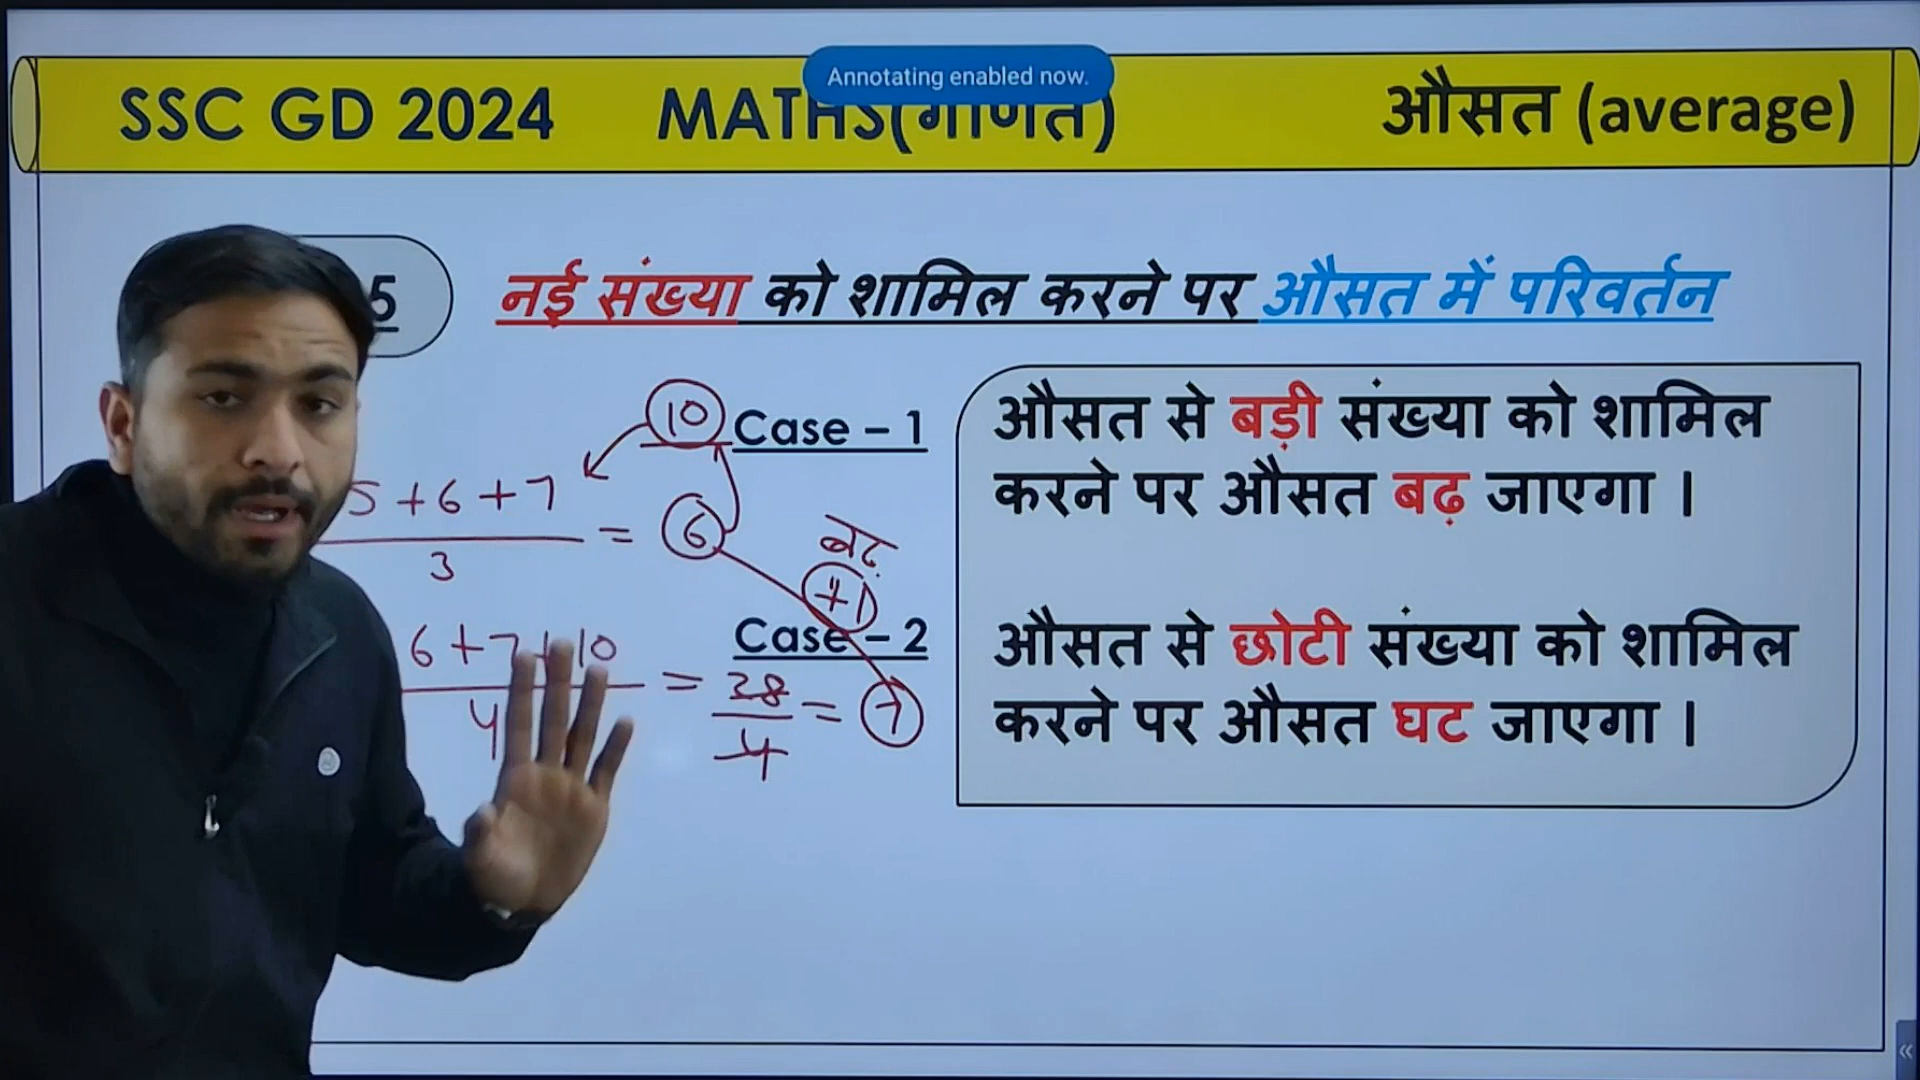 Annotating enabled now.
SSC GD 2024 MATHS(गणित) औसत (average)
5 नई संख्या को शामिल करने पर औसत में परिवर्तन
10 Case – 1
5 + 6 + 7 = 6
3
बढ़
+1
Case – 2
6 + 7 + 10 = 28 = 7
4 4
औसत से बड़ी संख्या को शामिल
करने पर औसत बढ़ जाएगा ।
औसत से छोटी संख्या को शामिल
करने पर औसत घट जाएगा ।
«